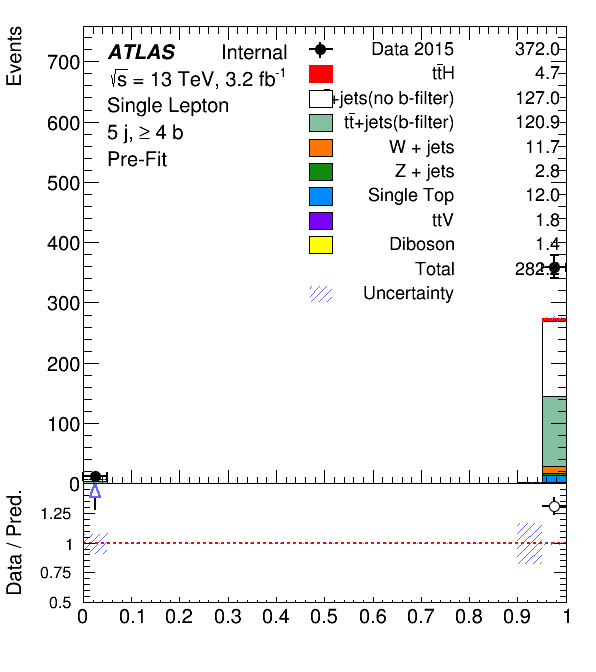 Events
700
600
500
400
300
200
100
0
ATLAS Internal
√s = 13 TeV, 3.2 fb-1
Single Lepton
5 j, ≥ 4 b
Pre-Fit
Data 2015 372.0
tt̄H 4.7
+jets(no b-filter) 127.0
tt̄+jets(b-filter) 120.9
W + jets 11.7
Z + jets 2.8
Single Top 12.0
ttV 1.8
Diboson 1.4
Total 282.
Uncertainty
Data / Pred.
1.25
1
0.75
0.5
0 0.1 0.2 0.3 0.4 0.5 0.6 0.7 0.8 0.9 1